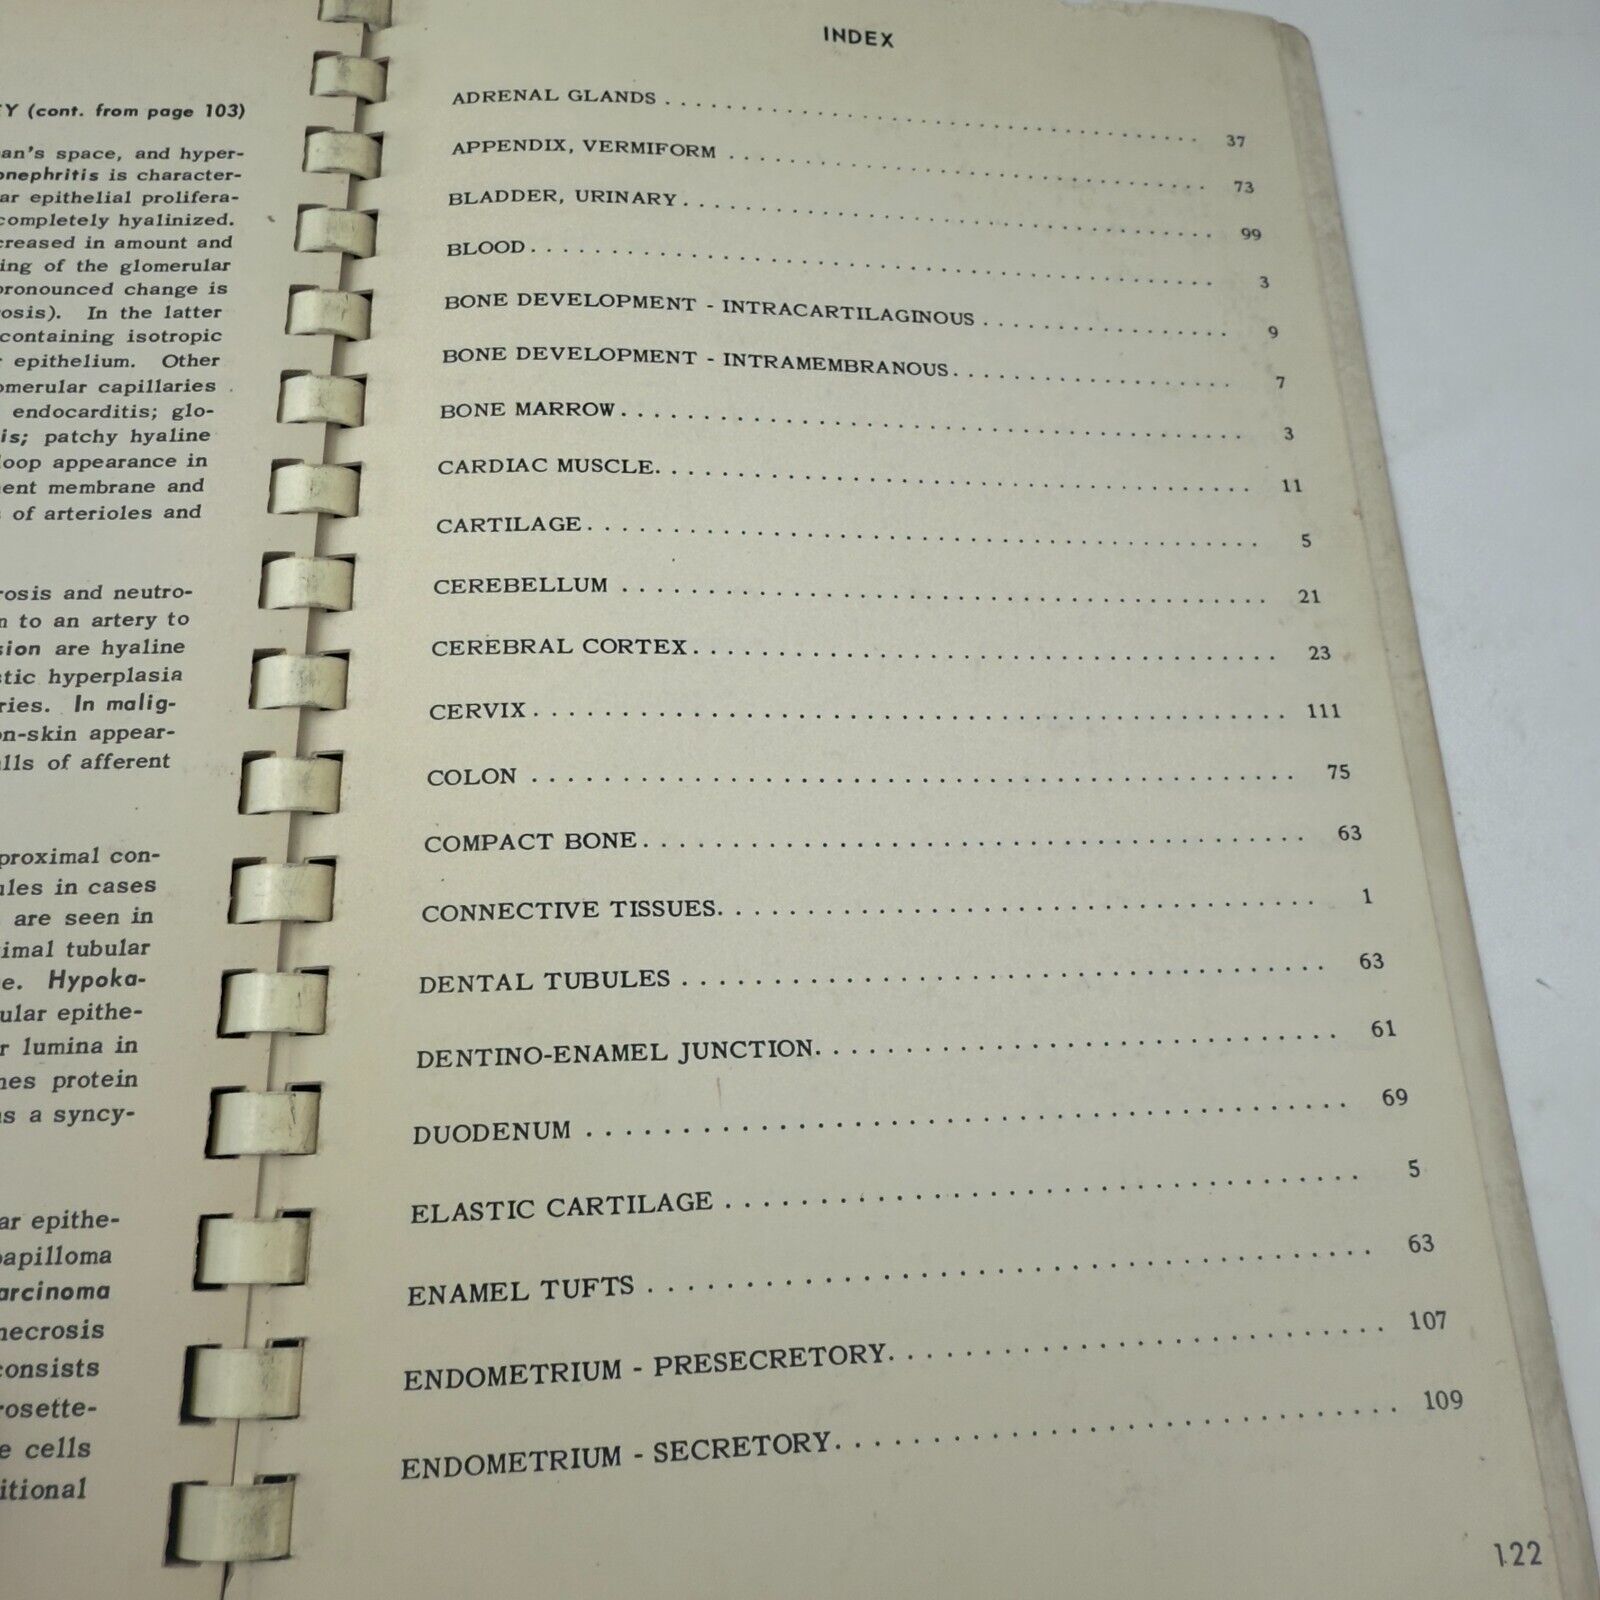 EY (cont. from page 103)
an's space, and hyper-
onephritis is character-
ar epithelial prolifera-
completely hyalinized.
creased in amount and
ing of the glomerular
pronounced change is
osis). In the latter
containing isotropic
r epithelium. Other
omerular capillaries
endocarditis; glo-
is; patchy hyaline
loop appearance in
ent membrane and
s of arterioles and
rosis and neutro-
n to an artery to
sion are hyaline
stic hyperplasia
ries. In malig-
on-skin appear-
alls of afferent
proximal con-
ules in cases
are seen in
ximal tubular
e. Hypoka-
ular epithe-
r lumina in
nes protein
as a syncy-
ar epithe-
papilloma
arcinoma
necrosis
consists
rosette-
e cells
itional
INDEX
ADRENAL GLANDS . . . . . . . . . . 37
APPENDIX, VERMIFORM . . . . . . . . . . 73
BLADDER, URINARY . . . . . . . . . . 99
BLOOD . . . . . . . . . . 3
BONE DEVELOPMENT - INTRACARTILAGINOUS . . . . . . . . . . 9
BONE DEVELOPMENT - INTRAMEMBRANOUS . . . . . . . . . . 7
BONE MARROW . . . . . . . . . . 3
CARDIAC MUSCLE . . . . . . . . . . 11
CARTILAGE . . . . . . . . . . 5
CEREBELLUM . . . . . . . . . . 21
CEREBRAL CORTEX . . . . . . . . . . 23
CERVIX . . . . . . . . . . 111
COLON . . . . . . . . . . 75
COMPACT BONE . . . . . . . . . . 63
CONNECTIVE TISSUES . . . . . . . . . . 1
DENTAL TUBULES . . . . . . . . . . 63
DENTINO-ENAMEL JUNCTION . . . . . . . . . . 61
DUODENUM . . . . . . . . . . 69
ELASTIC CARTILAGE . . . . . . . . . . 5
ENAMEL TUFTS . . . . . . . . . . 63
ENDOMETRIUM - PRESECRETORY . . . . . . . . . . 107
ENDOMETRIUM - SECRETORY . . . . . . . . . . 109
122